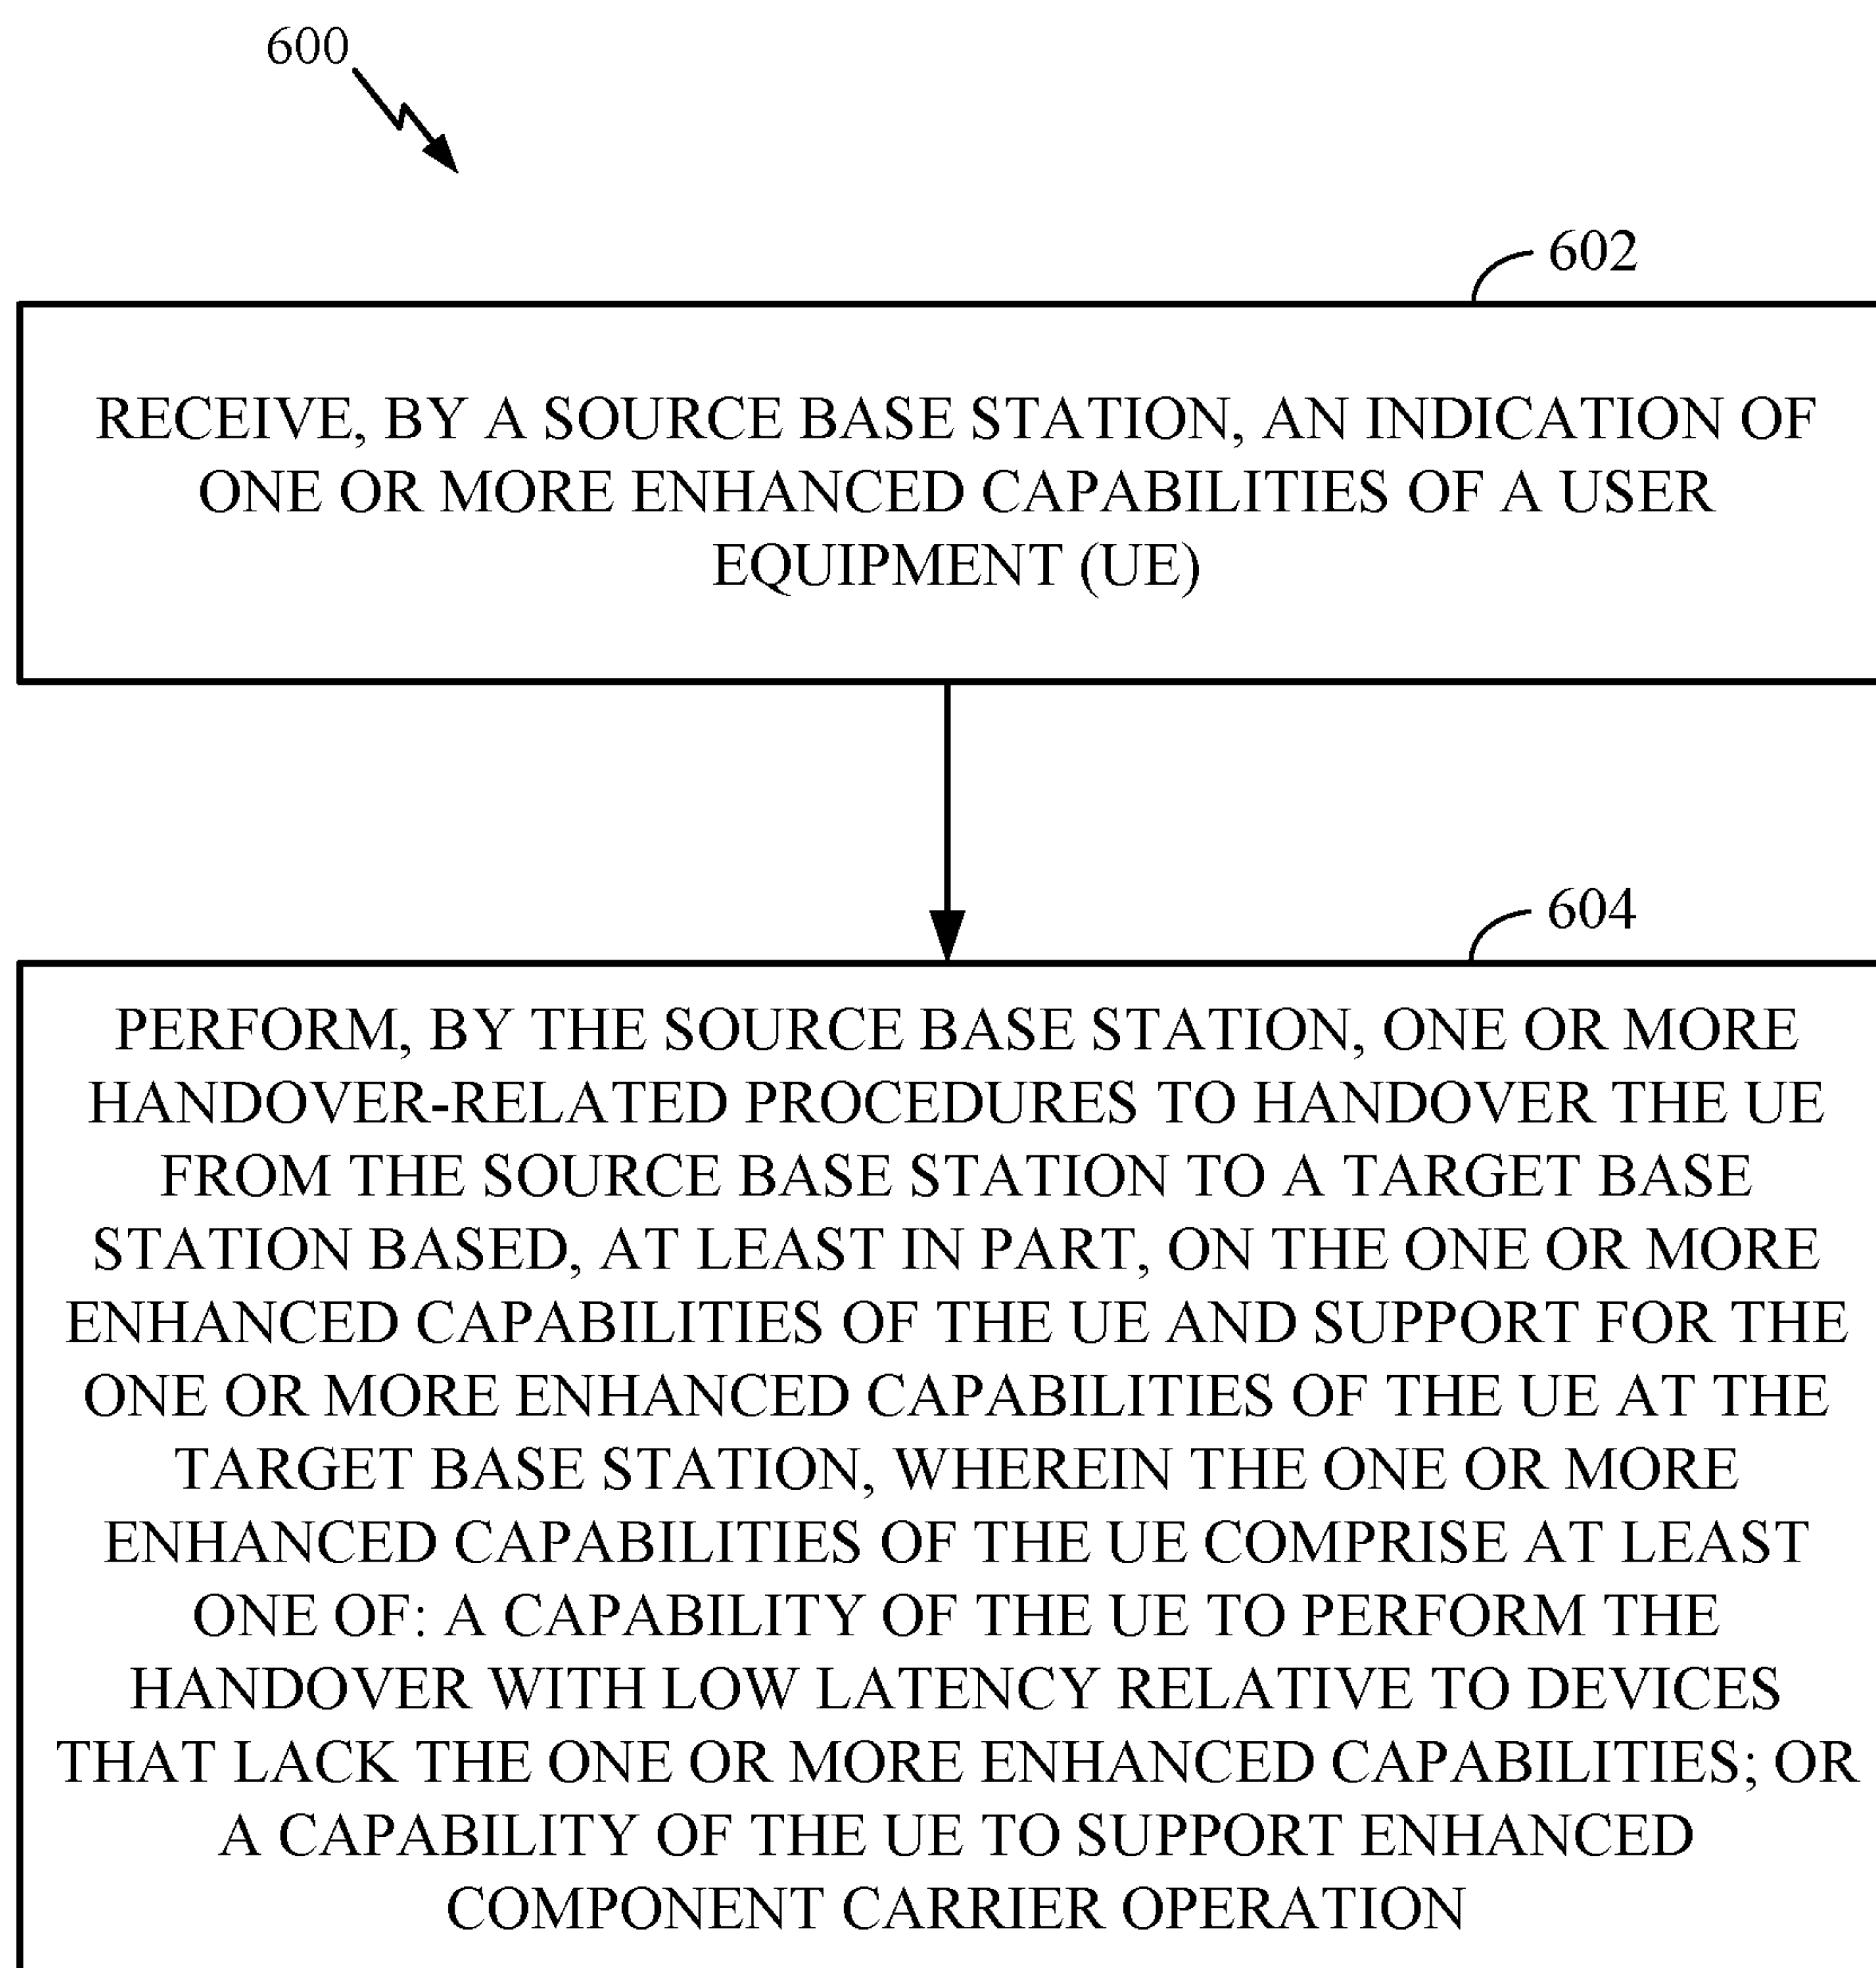 600
602
RECEIVE, BY A SOURCE BASE STATION, AN INDICATION OF
ONE OR MORE ENHANCED CAPABILITIES OF A USER
EQUIPMENT (UE)
604
PERFORM, BY THE SOURCE BASE STATION, ONE OR MORE
HANDOVER-RELATED PROCEDURES TO HANDOVER THE UE
FROM THE SOURCE BASE STATION TO A TARGET BASE
STATION BASED, AT LEAST IN PART, ON THE ONE OR MORE
ENHANCED CAPABILITIES OF THE UE AND SUPPORT FOR THE
ONE OR MORE ENHANCED CAPABILITIES OF THE UE AT THE
TARGET BASE STATION, WHEREIN THE ONE OR MORE
ENHANCED CAPABILITIES OF THE UE COMPRISE AT LEAST
ONE OF: A CAPABILITY OF THE UE TO PERFORM THE
HANDOVER WITH LOW LATENCY RELATIVE TO DEVICES
THAT LACK THE ONE OR MORE ENHANCED CAPABILITIES; OR
A CAPABILITY OF THE UE TO SUPPORT ENHANCED
COMPONENT CARRIER OPERATION